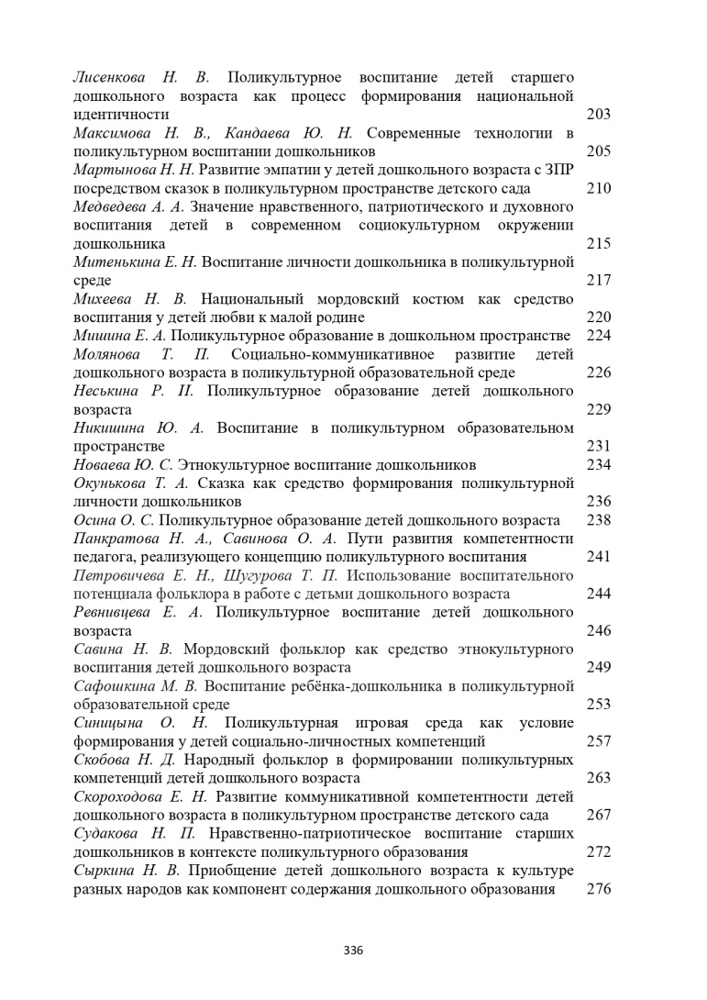 Лисенкова Н. В. Поликультурное воспитание детей старшего
дошкольного возраста как процесс формирования национальной
идентичности 203
Максимова Н. В., Кандаева Ю. Н. Современные технологии в
поликультурном воспитании дошкольников 205
Мартынова Н. Н. Развитие эмпатии у детей дошкольного возраста с ЗПР
посредством сказок в поликультурном пространстве детского сада 210
Медведева А. А. Значение нравственного, патриотического и духовного
воспитания детей в современном социокультурном окружении
дошкольника 215
Митенькина Е. Н. Воспитание личности дошкольника в поликультурной
среде 217
Михеева Н. В. Национальный мордовский костюм как средство
воспитания у детей любви к малой родине 220
Мишина Е. А. Поликультурное образование в дошкольном пространстве 224
Молянова Т. П. Социально-коммуникативное развитие детей
дошкольного возраста в поликультурной образовательной среде 226
Неськина Р. П. Поликультурное образование детей дошкольного
возраста 229
Никишина Ю. А. Воспитание в поликультурном образовательном
пространстве 231
Новаева Ю. С. Этнокультурное воспитание дошкольников 234
Окунькова Т. А. Сказка как средство формирования поликультурной
личности дошкольников 236
Осина О. С. Поликультурное образование детей дошкольного возраста 238
Панкратова Н. А., Савинова О. А. Пути развития компетентности
педагога, реализующего концепцию поликультурного воспитания 241
Петровичева Е. Н., Шугурова Т. П. Использование воспитательного
потенциала фольклора в работе с детьми дошкольного возраста 244
Ревнивцева Е. А. Поликультурное воспитание детей дошкольного
возраста 246
Савина Н. В. Мордовский фольклор как средство этнокультурного
воспитания детей дошкольного возраста 249
Сафошкина М. В. Воспитание ребёнка-дошкольника в поликультурной
образовательной среде 253
Синицына О. Н. Поликультурная игровая среда как условие
формирования у детей социально-личностных компетенций 257
Скобова Н. Д. Народный фольклор в формировании поликультурных
компетенций детей дошкольного возраста 263
Скороходова Е. Н. Развитие коммуникативной компетентности детей
дошкольного возраста в поликультурном пространстве детского сада 267
Судакова Н. П. Нравственно-патриотическое воспитание старших
дошкольников в контексте поликультурного образования 272
Сыркина Н. В. Приобщение детей дошкольного возраста к культуре
разных народов как компонент содержания дошкольного образования 276
336